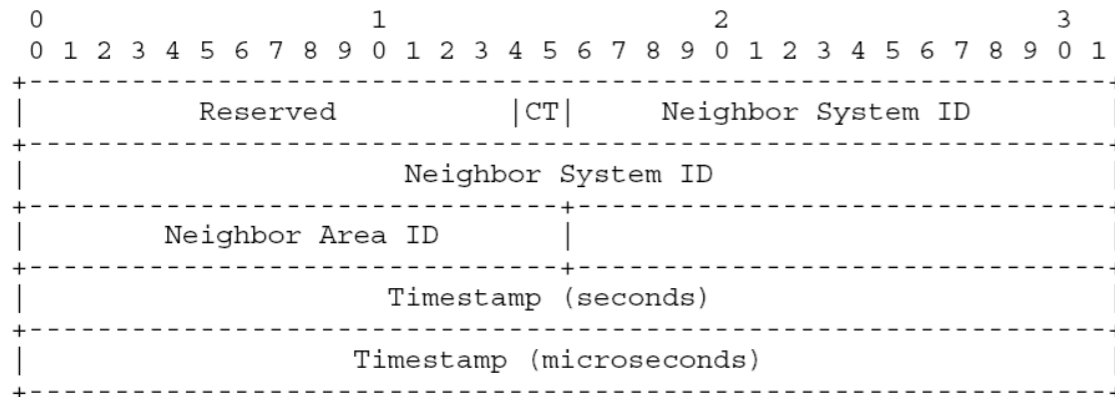 0 1 2 3
0 1 2 3 4 5 6 7 8 9 0 1 2 3 4 5 6 7 8 9 0 1 2 3 4 5 6 7 8 9 0 1
+---------------------------------------------------------------+
| Reserved |CT| Neighbor System ID |
+---------------------------------------------------------------+
| Neighbor System ID |
+-------------------------------+-------------------------------+
| Neighbor Area ID | |
+-------------------------------+-------------------------------+
| Timestamp (seconds) |
+---------------------------------------------------------------+
| Timestamp (microseconds) |
+---------------------------------------------------------------+